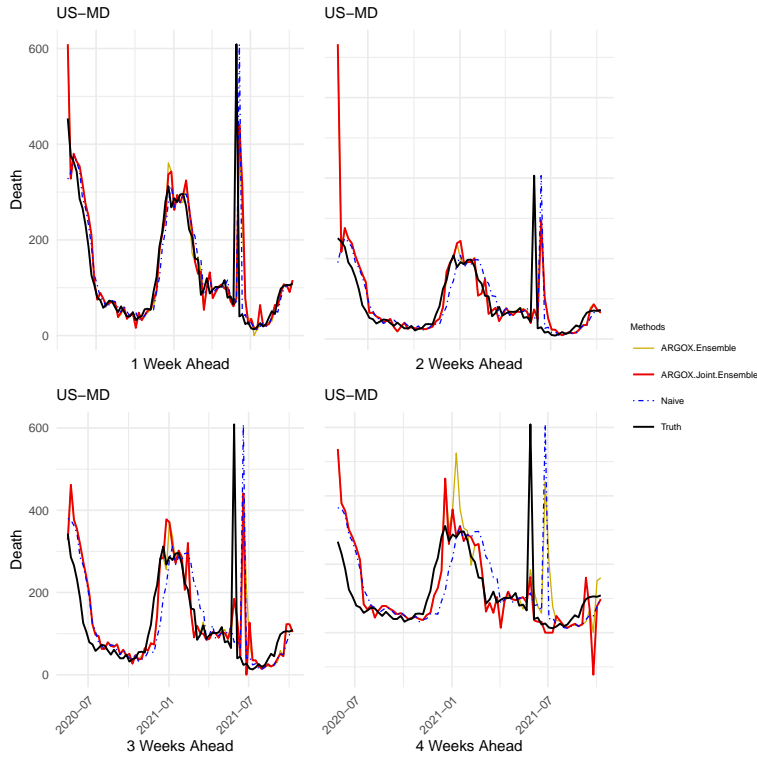 US−MD
US−MD
600
400
200
0
Death
1 Week Ahead
2 Weeks Ahead
Methods
ARGOX.Ensemble
ARGOX.Joint.Ensemble
Naive
Truth
US−MD
US−MD
600
400
200
0
Death
2020−07
2021−01
2021−07
2020−07
2021−01
2021−07
3 Weeks Ahead
4 Weeks Ahead